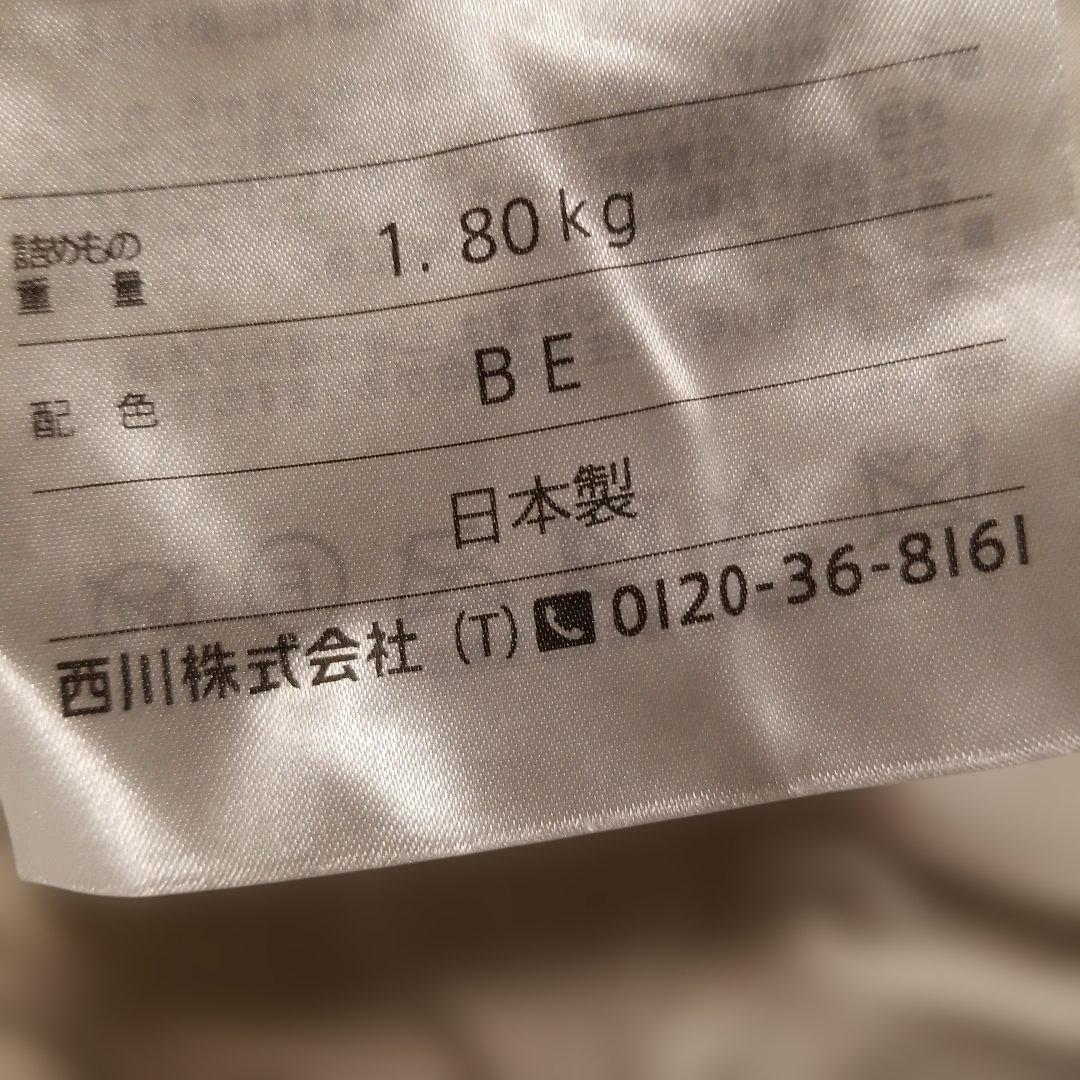 詰めもの
重量 1.80kg
配色 BE
日本製
西川株式会社 (T) 0120-36-8161